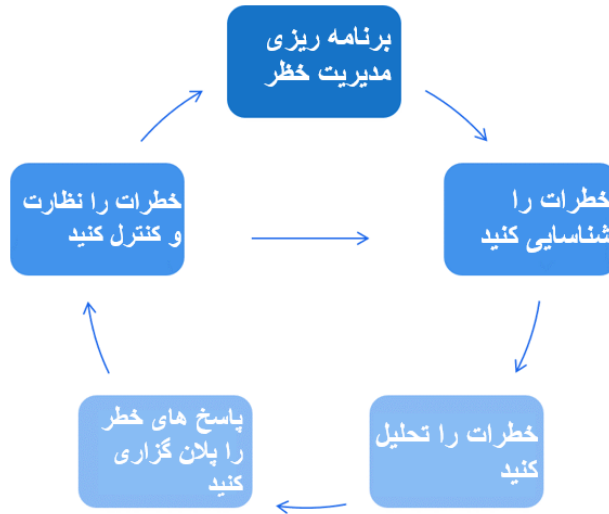 برنامه ریزی
مدیریت خظر
خطرات را
شناسایی کنید
خطرات را تحلیل
کنید
پاسخ های خطر
را پلان گزاری
کنید
خطرات را نظارت
و کنترل کنید